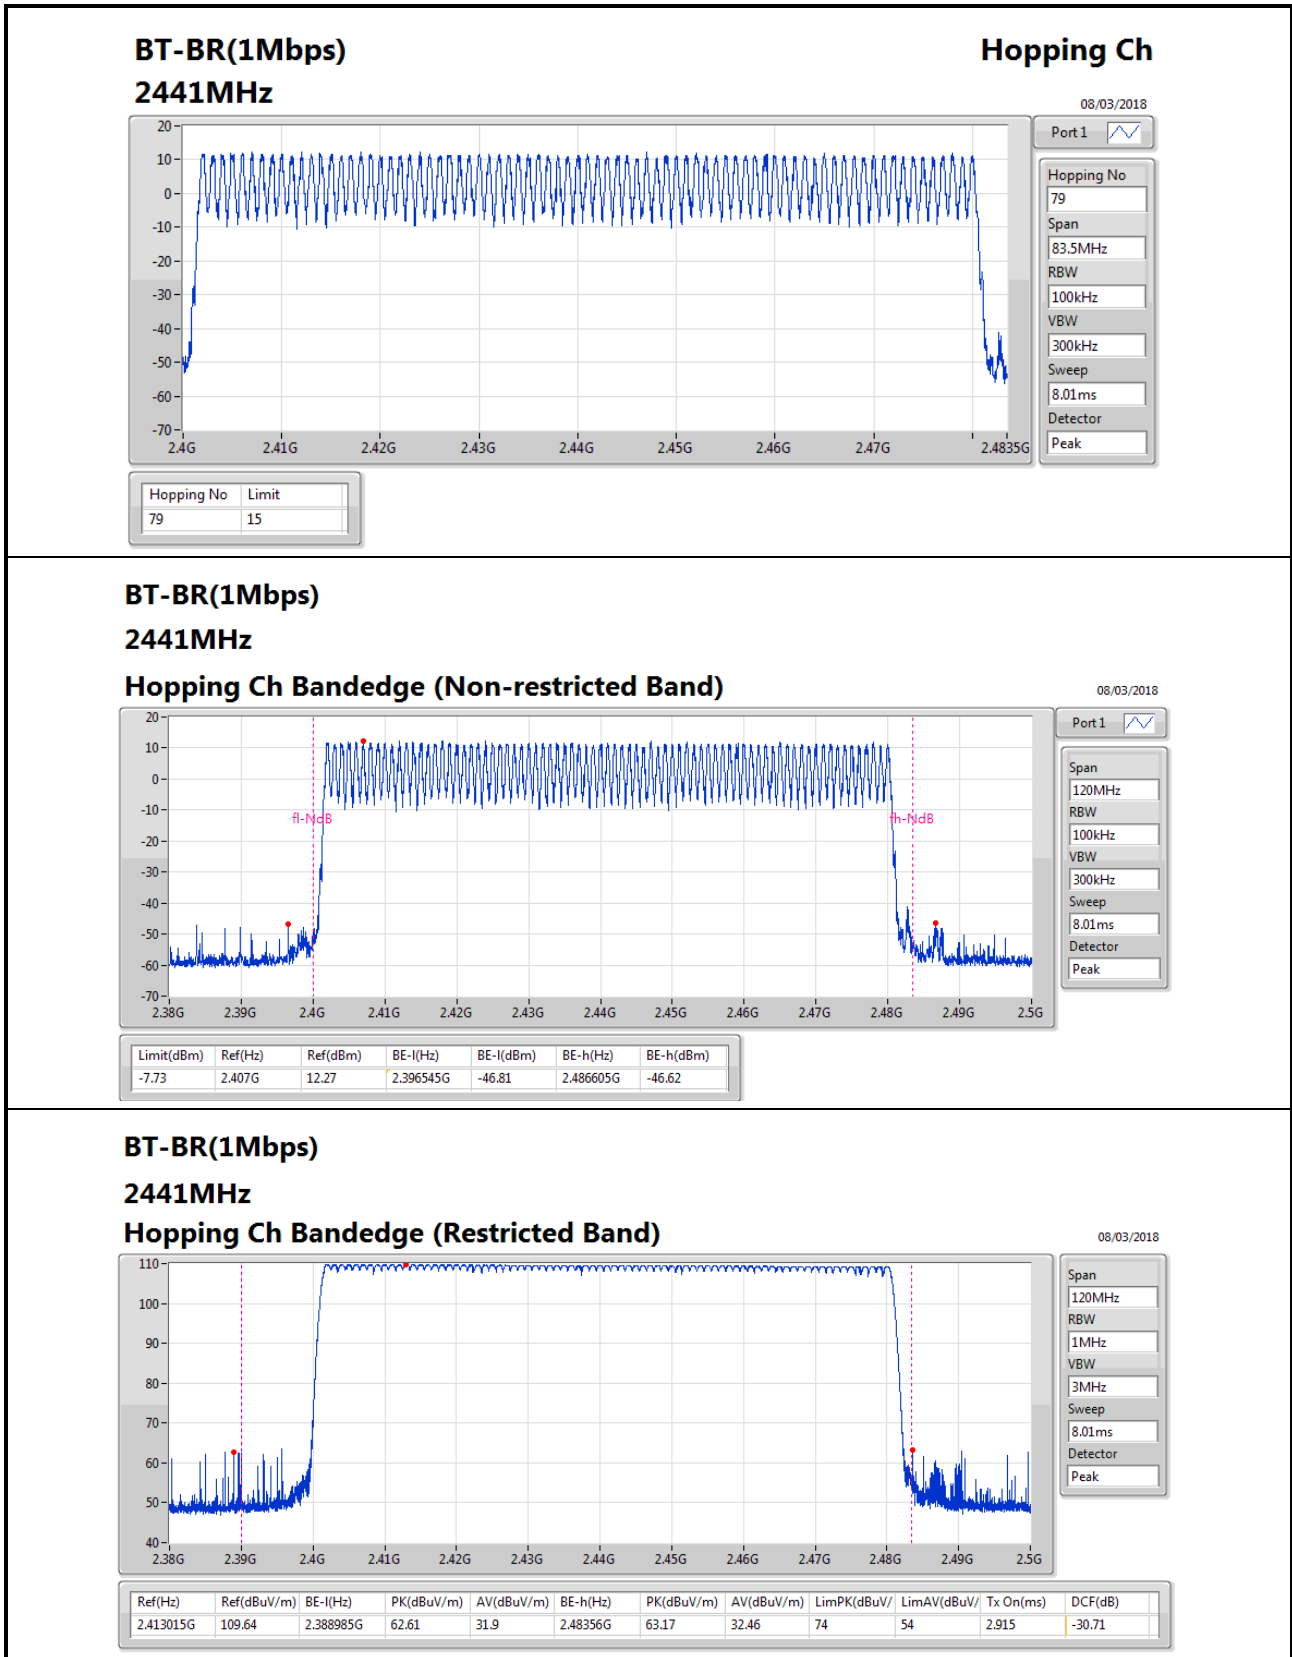 BT-BR(1Mbps)
Hopping Ch
2441MHz
08/03/2018
Port 1
20
10
0
-10
-20
-30
-40
-50
-60
-70
2.4G 2.41G 2.42G 2.43G 2.44G 2.45G 2.46G 2.47G 2.4835G
Hopping No
79
Span
83.5MHz
RBW
100kHz
VBW
300kHz
Sweep
8.01ms
Detector
Peak
Hopping No Limit
79 15
BT-BR(1Mbps)
2441MHz
Hopping Ch Bandedge (Non-restricted Band)
08/03/2018
Port 1
20
10
0
-10
fl-NdB fh-NdB
-20
-30
-40
-50
-60
-70
2.38G 2.39G 2.4G 2.41G 2.42G 2.43G 2.44G 2.45G 2.46G 2.47G 2.48G 2.49G 2.5G
Span
120MHz
RBW
100kHz
VBW
300kHz
Sweep
8.01ms
Detector
Peak
Limit(dBm) Ref(Hz) Ref(dBm) BE-l(Hz) BE-l(dBm) BE-h(Hz) BE-h(dBm)
-7.73 2.407G 12.27 2.396545G -46.81 2.486605G -46.62
BT-BR(1Mbps)
2441MHz
Hopping Ch Bandedge (Restricted Band)
08/03/2018
110
100
90
80
70
60
50
40
2.38G 2.39G 2.4G 2.41G 2.42G 2.43G 2.44G 2.45G 2.46G 2.47G 2.48G 2.49G 2.5G
Span
120MHz
RBW
1MHz
VBW
3MHz
Sweep
8.01ms
Detector
Peak
Ref(Hz) Ref(dBuV/m) BE-l(Hz) PK(dBuV/m) AV(dBuV/m) BE-h(Hz) PK(dBuV/m) AV(dBuV/m) LimPK(dBuV/ LimAV(dBuV/ Tx On(ms) DCF(dB)
2.413015G 109.64 2.388985G 62.61 31.9 2.48356G 63.17 32.46 74 54 2.915 -30.71